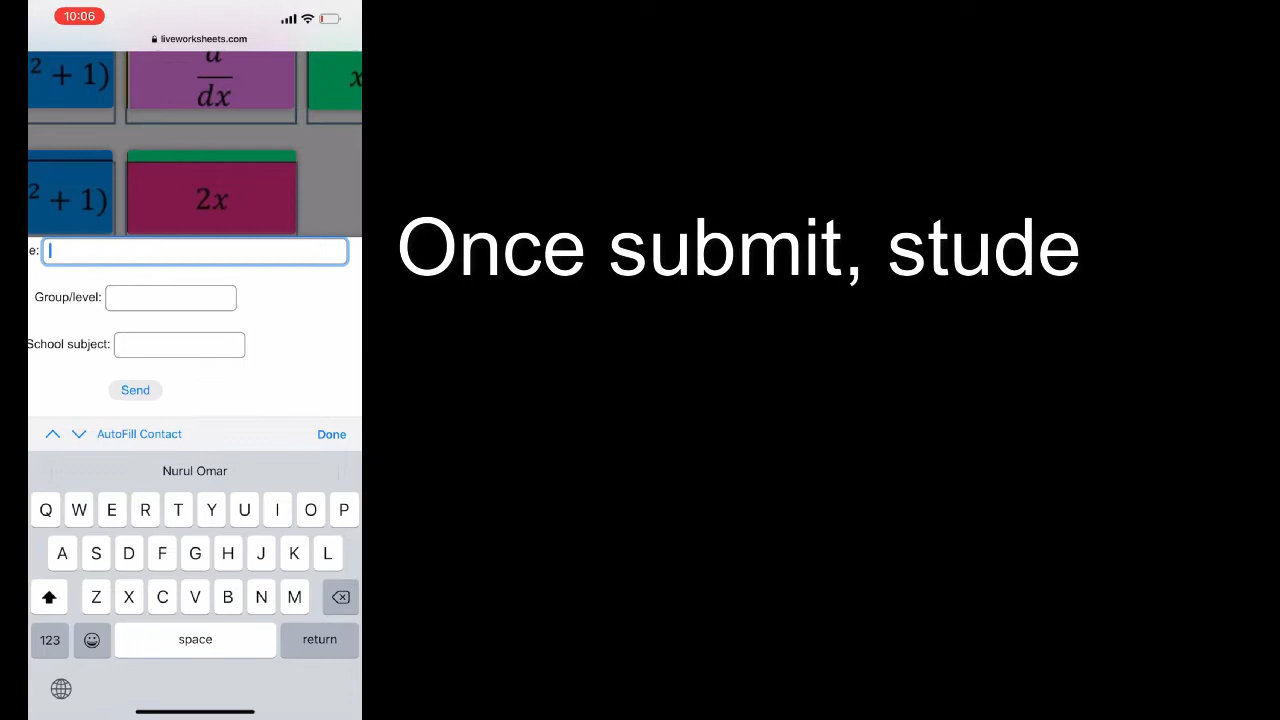 10:06
liveworksheets.com
² + 1)
d
dx
x
² + 1)
2x
e:
Group/level:
School subject:
Send
AutoFill Contact
Done
Nurul Omar
Q W E R T Y U I O P
A S D F G H J K L
Z X C V B N M
123
space
return
Once submit, stude